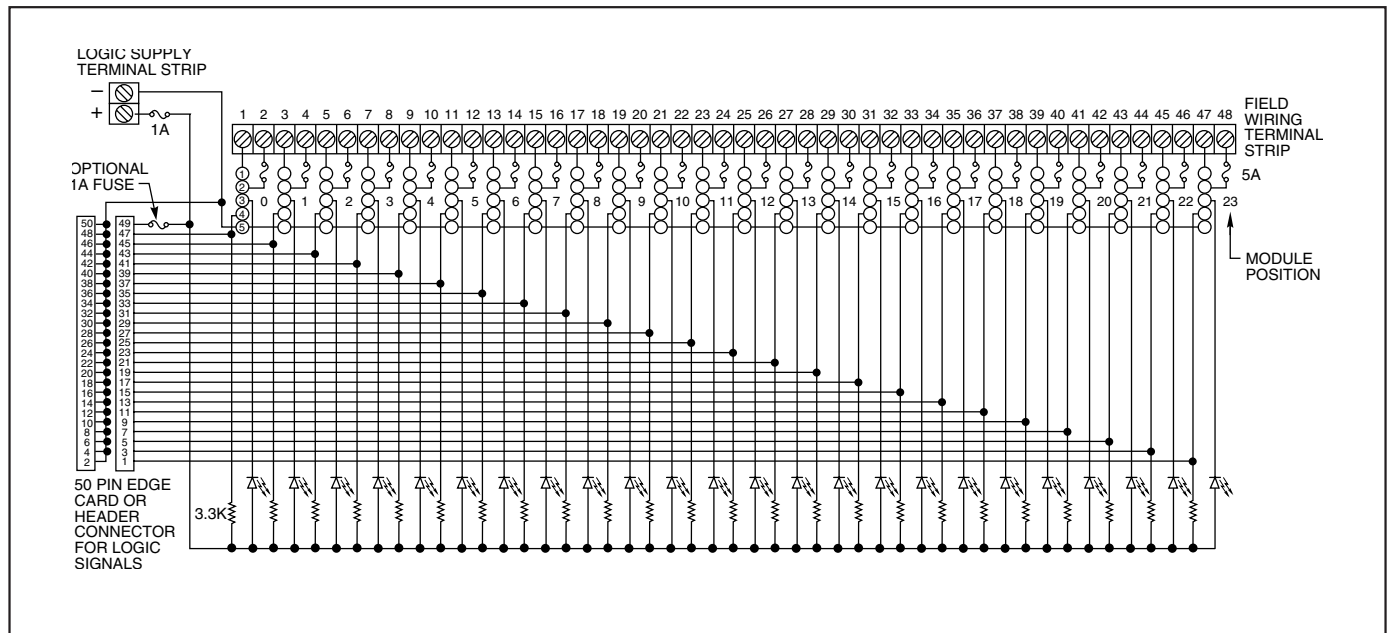 LOGIC SUPPLY
TERMINAL STRIP
−
+
1A
1 2 3 4 5 6 7 8 9 10 11 12 13 14 15 16 17 18 19 20 21 22 23 24 25 26 27 28 29 30 31 32 33 34 35 36 37 38 39 40 41 42 43 44 45 46 47 48
FIELD
WIRING
TERMINAL
STRIP
5A
OPTIONAL
1A FUSE
1
2
3
4
5
0 1 2 3 4 5 6 7 8 9 10 11 12 13 14 15 16 17 18 19 20 21 22 23
MODULE
POSITION
50 49
48 47
46 45
44 43
42 41
40 39
38 37
36 35
34 33
32 31
30 29
28 27
26 25
24 23
22 21
20 19
18 17
16 15
14 13
12 11
10 9
8 7
6 5
4 3
2 1
50 PIN EDGE
CARD OR
HEADER
CONNECTOR
FOR LOGIC
SIGNALS
3.3K